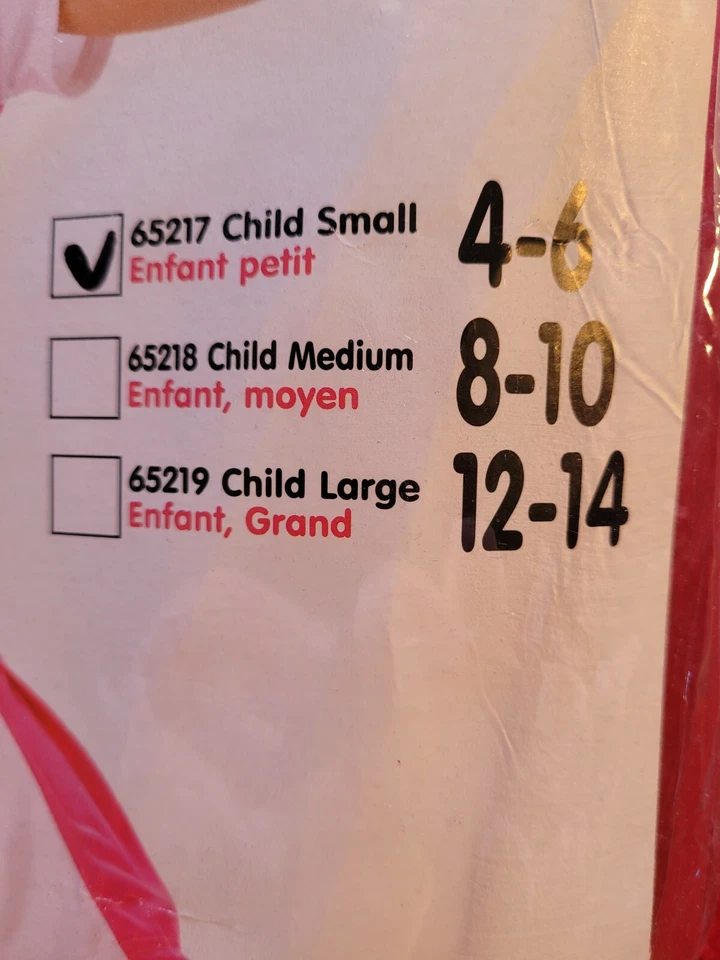 65217 Child Small 4-6
Enfant petit
65218 Child Medium 8-10
Enfant, moyen
65219 Child Large 12-14
Enfant, Grand